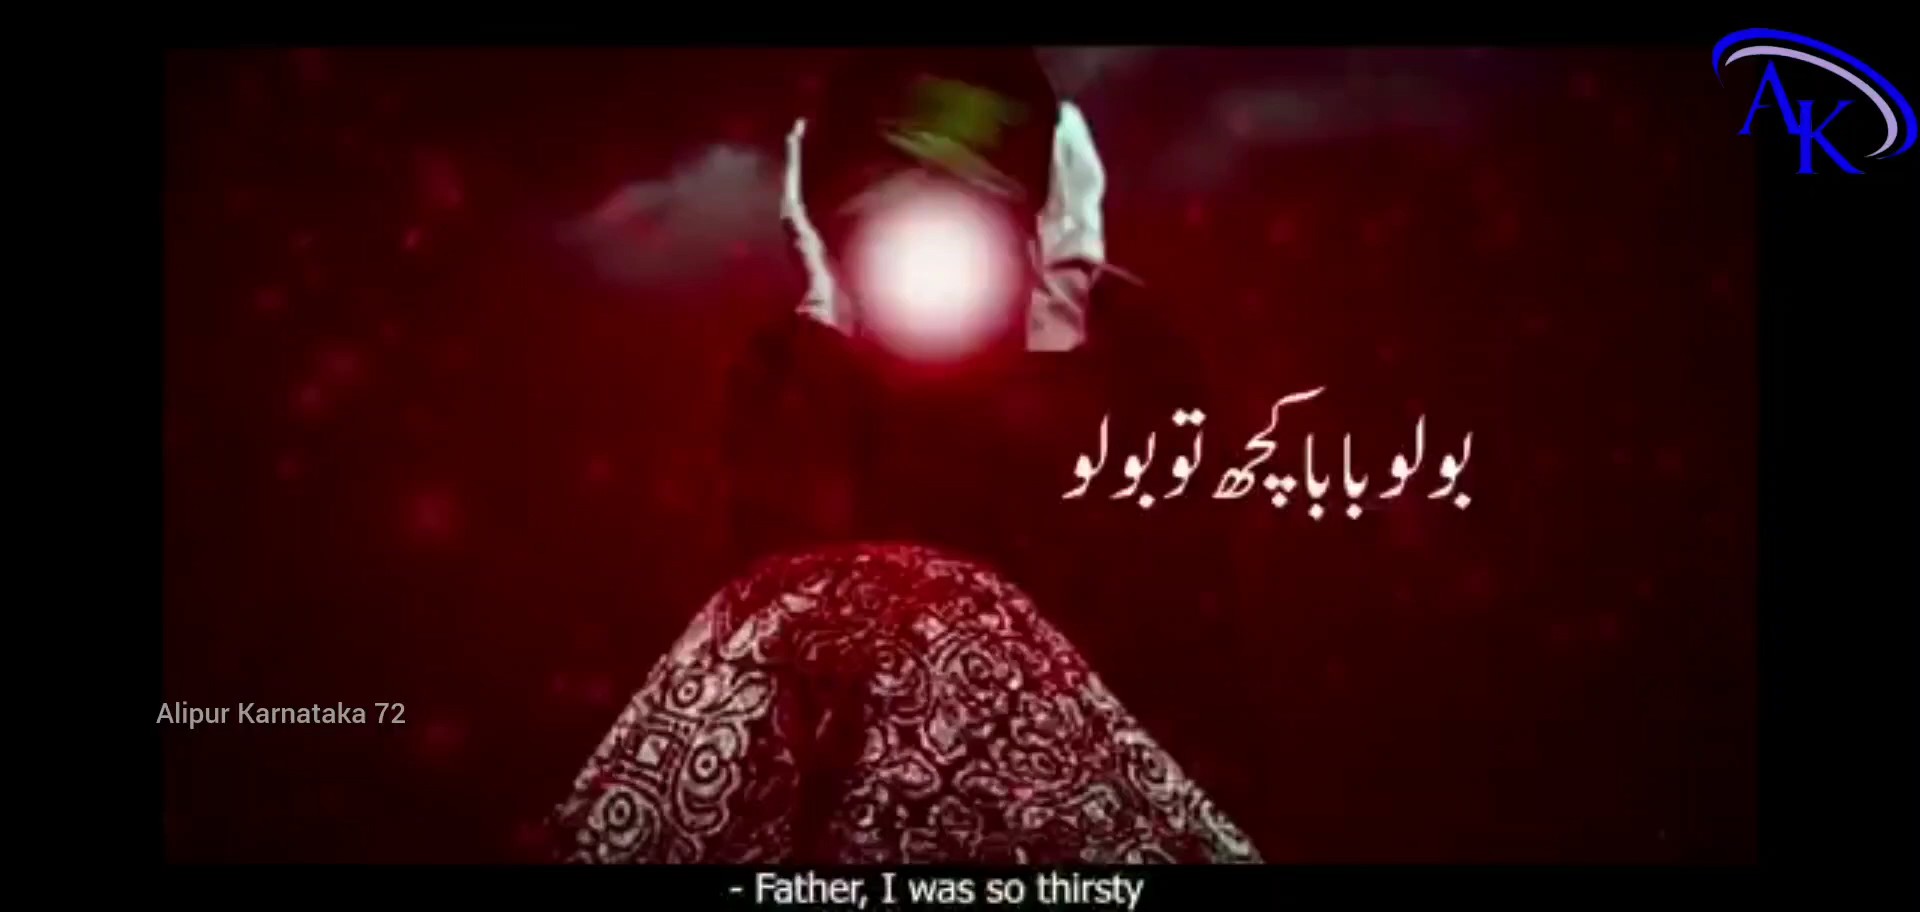 AK
بولو بابا کچھ تو بولو
Alipur Karnataka 72
- Father, I was so thirsty